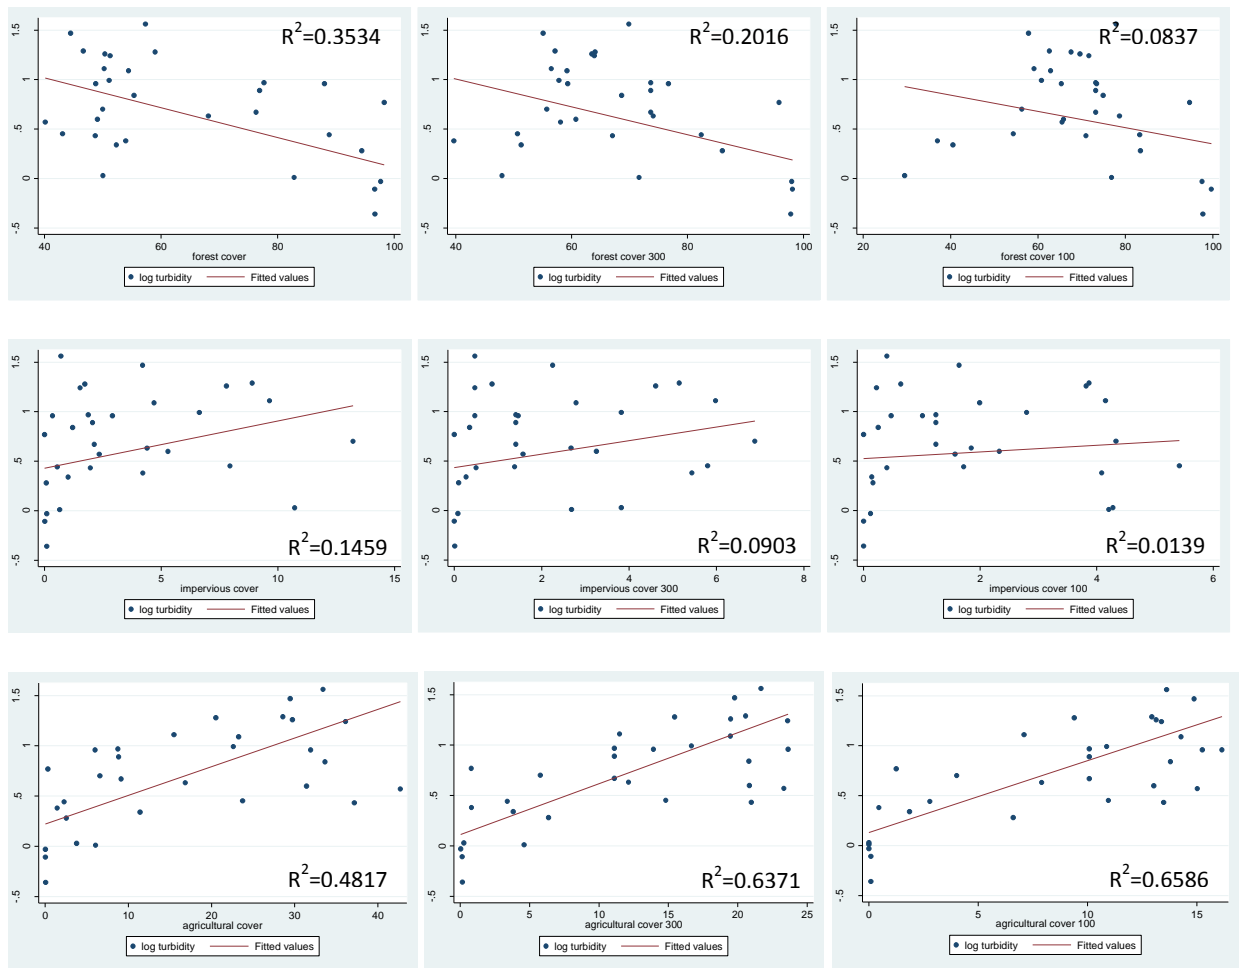 R²=0.3534
1.5
1
.5
0
-.5
40 60 80 100
forest cover
log turbidity Fitted values
R²=0.2016
1.5
1
.5
0
-.5
40 60 80 100
forest cover 300
log turbidity Fitted values
R²=0.0837
1.5
1
.5
0
-.5
20 40 60 80 100
forest cover 100
log turbidity Fitted values
1.5
1
.5
0
-.5
R²=0.1459
0 5 10 15
impervious cover
log turbidity Fitted values
1.5
1
.5
0
-.5
R²=0.0903
0 2 4 6 8
impervious cover 300
log turbidity Fitted values
1.5
1
.5
0
-.5
R²=0.0139
0 2 4 6
impervious cover 100
log turbidity Fitted values
1.5
1
.5
0
-.5
R²=0.4817
0 10 20 30 40
agricultural cover
log turbidity Fitted values
1.5
1
.5
0
-.5
R²=0.6371
0 5 10 15 20 25
agricultural cover 300
log turbidity Fitted values
1.5
1
.5
0
-.5
R²=0.6586
0 5 10 15
agricultural cover 100
log turbidity Fitted values